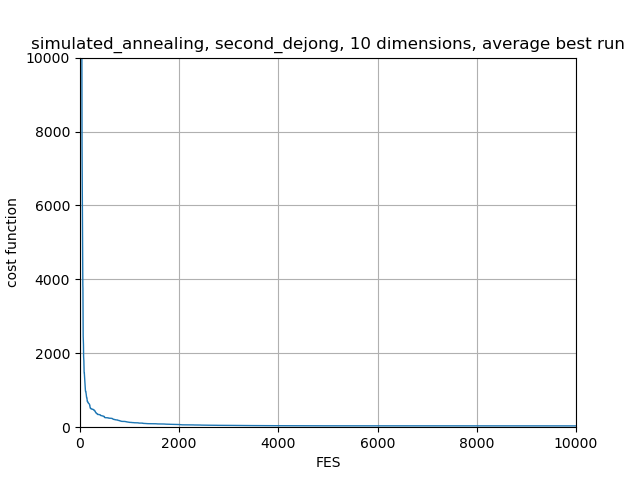 simulated_annealing, second_dejong, 10 dimensions, average best run
10000
8000
6000
4000
2000
0
cost function
0 2000 4000 6000 8000 10000
FES